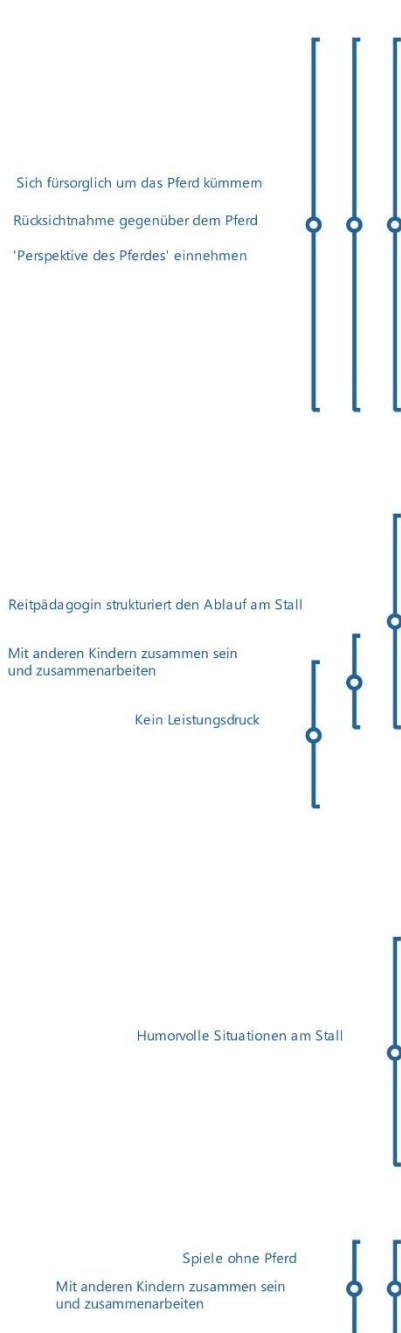 Sich fürsorglich um das Pferd kümmern
Rücksichtnahme gegenüber dem Pferd
'Perspektive des Pferdes' einnehmen
Reitpädagogin strukturiert den Ablauf am Stall
Mit anderen Kindern zusammen sein
und zusammenarbeiten
Kein Leistungsdruck
Humorvolle Situationen am Stall
Spiele ohne Pferd
Mit anderen Kindern zusammen sein
und zusammenarbeiten